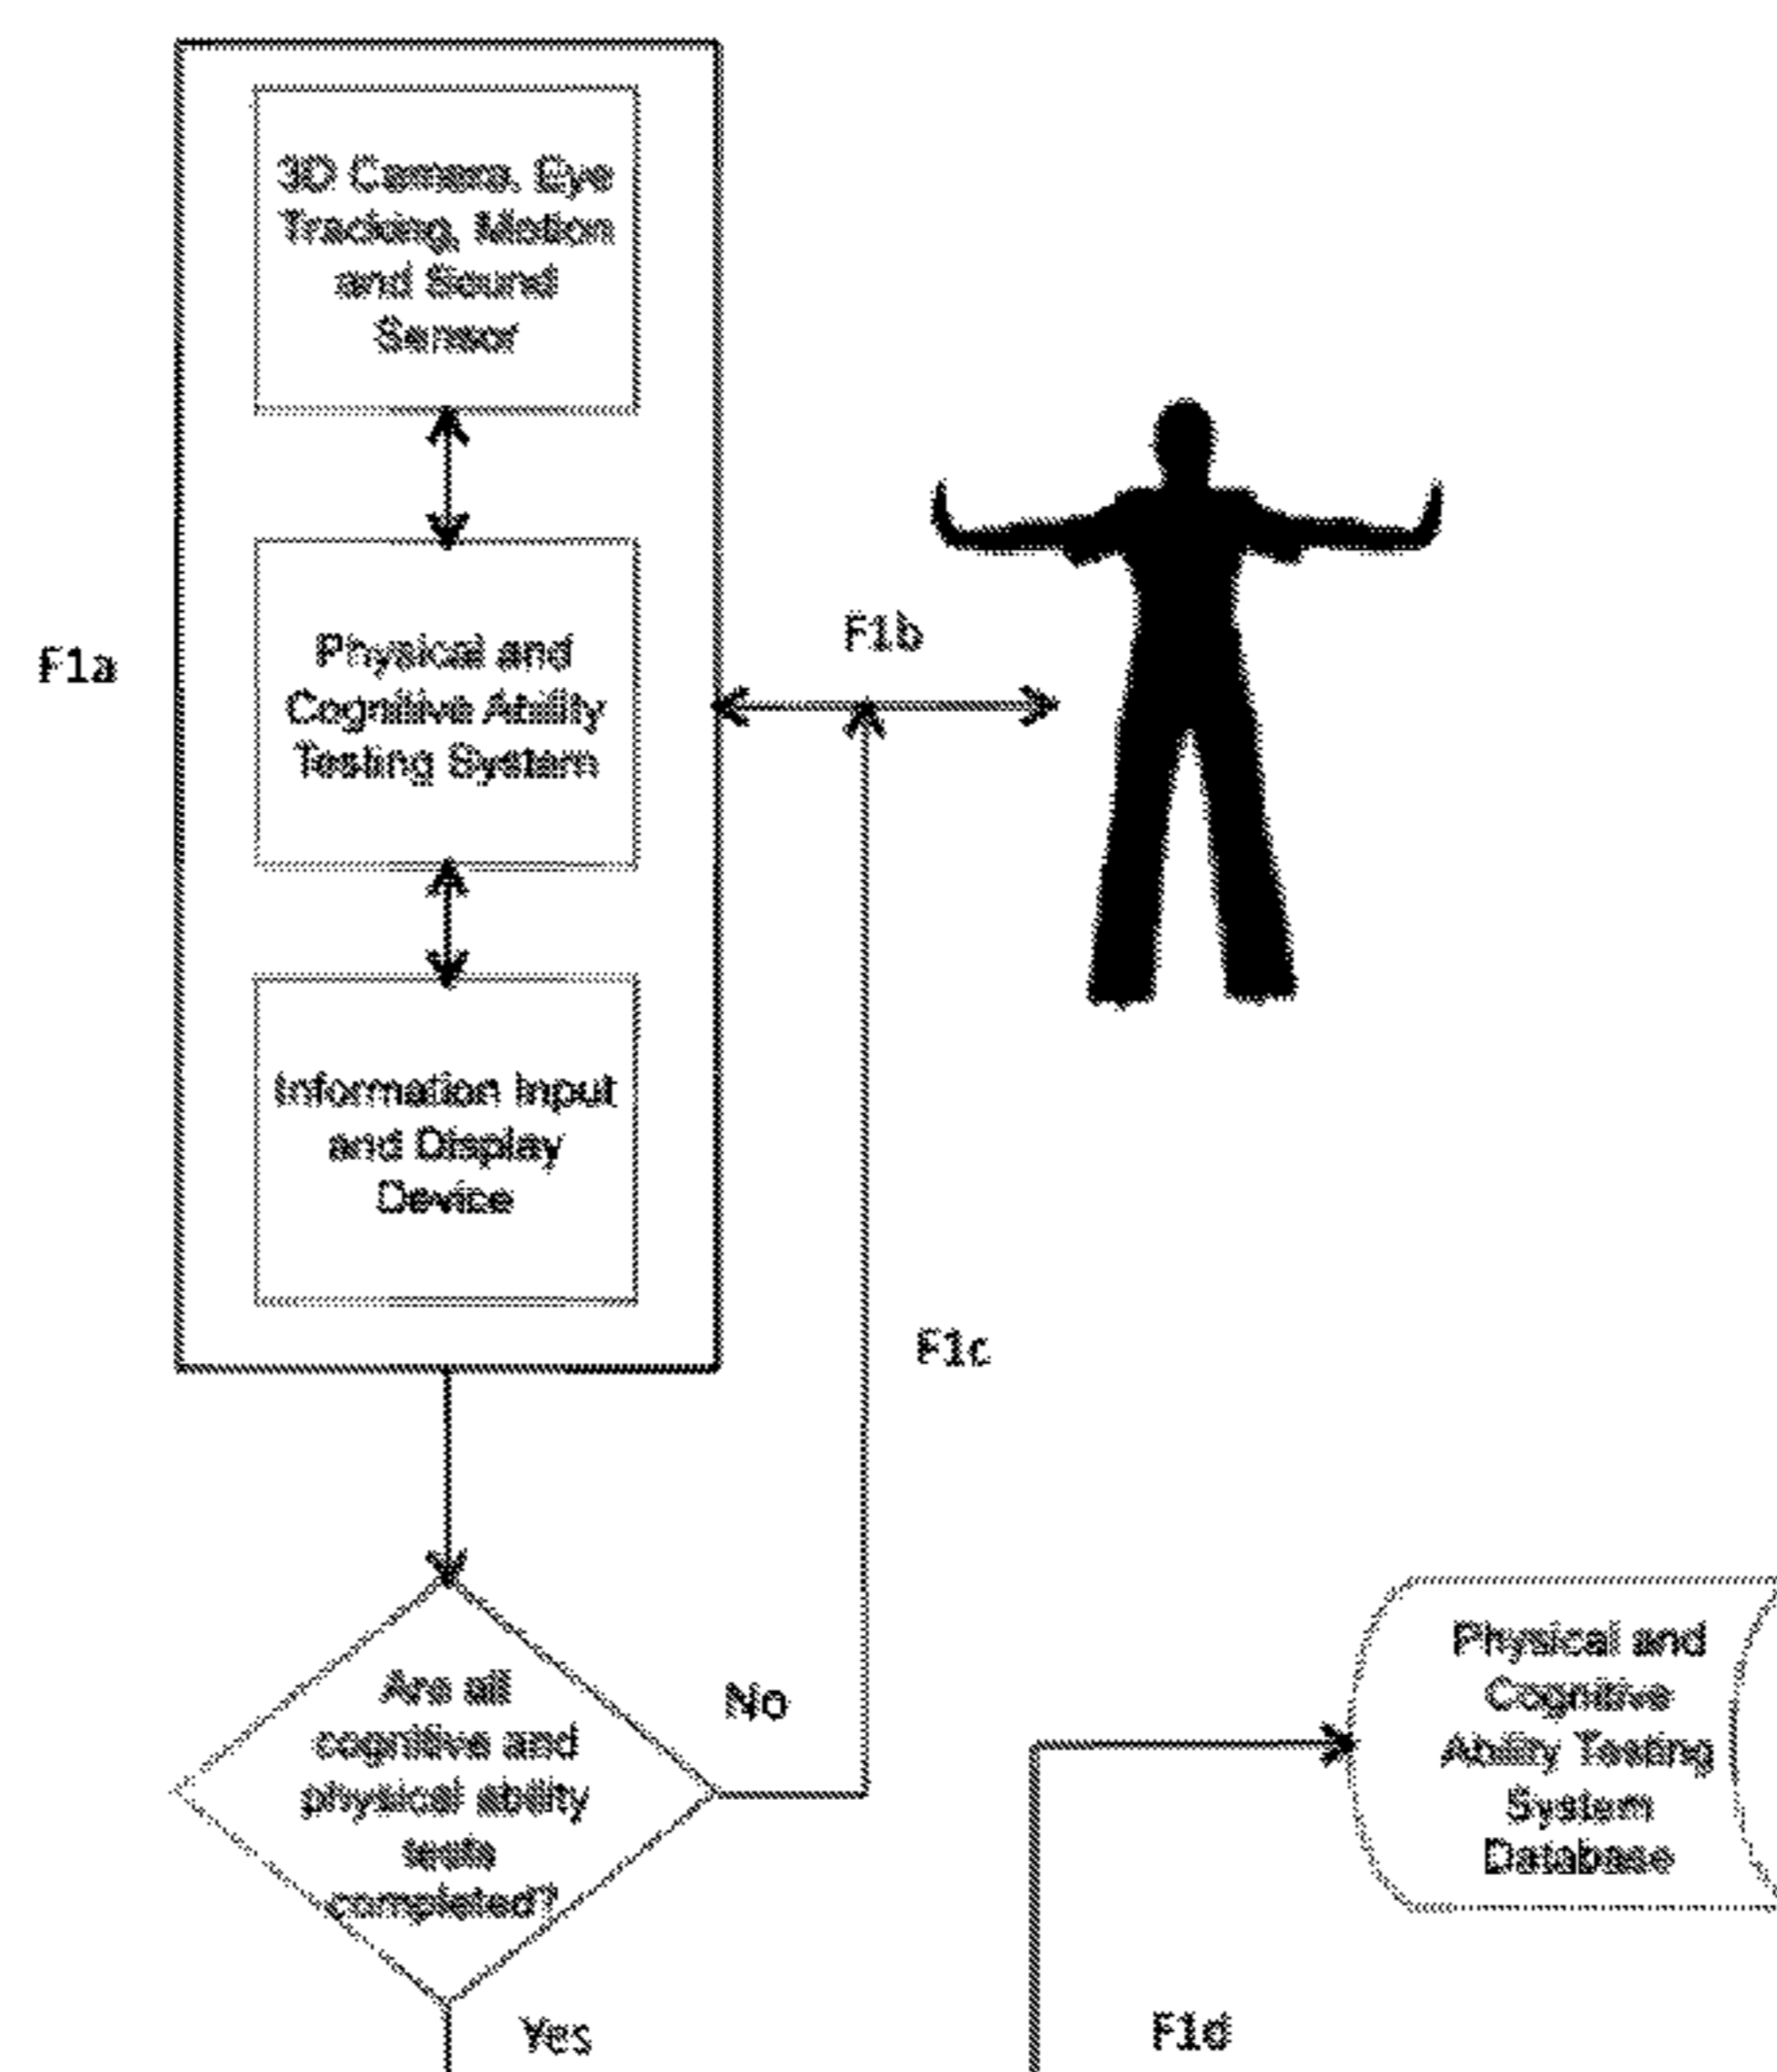 3D Camera, Eye
Tracking, Motion
and Sound
Sensor
F1a
Physical and
Cognitive Ability
Testing System
F1b
Information Input
and Display
Device
F1c
Are all
cognitive and
physical ability
tests
completed?
No
Yes
Physical and
Cognitive
Ability Testing
System
Database
F1d